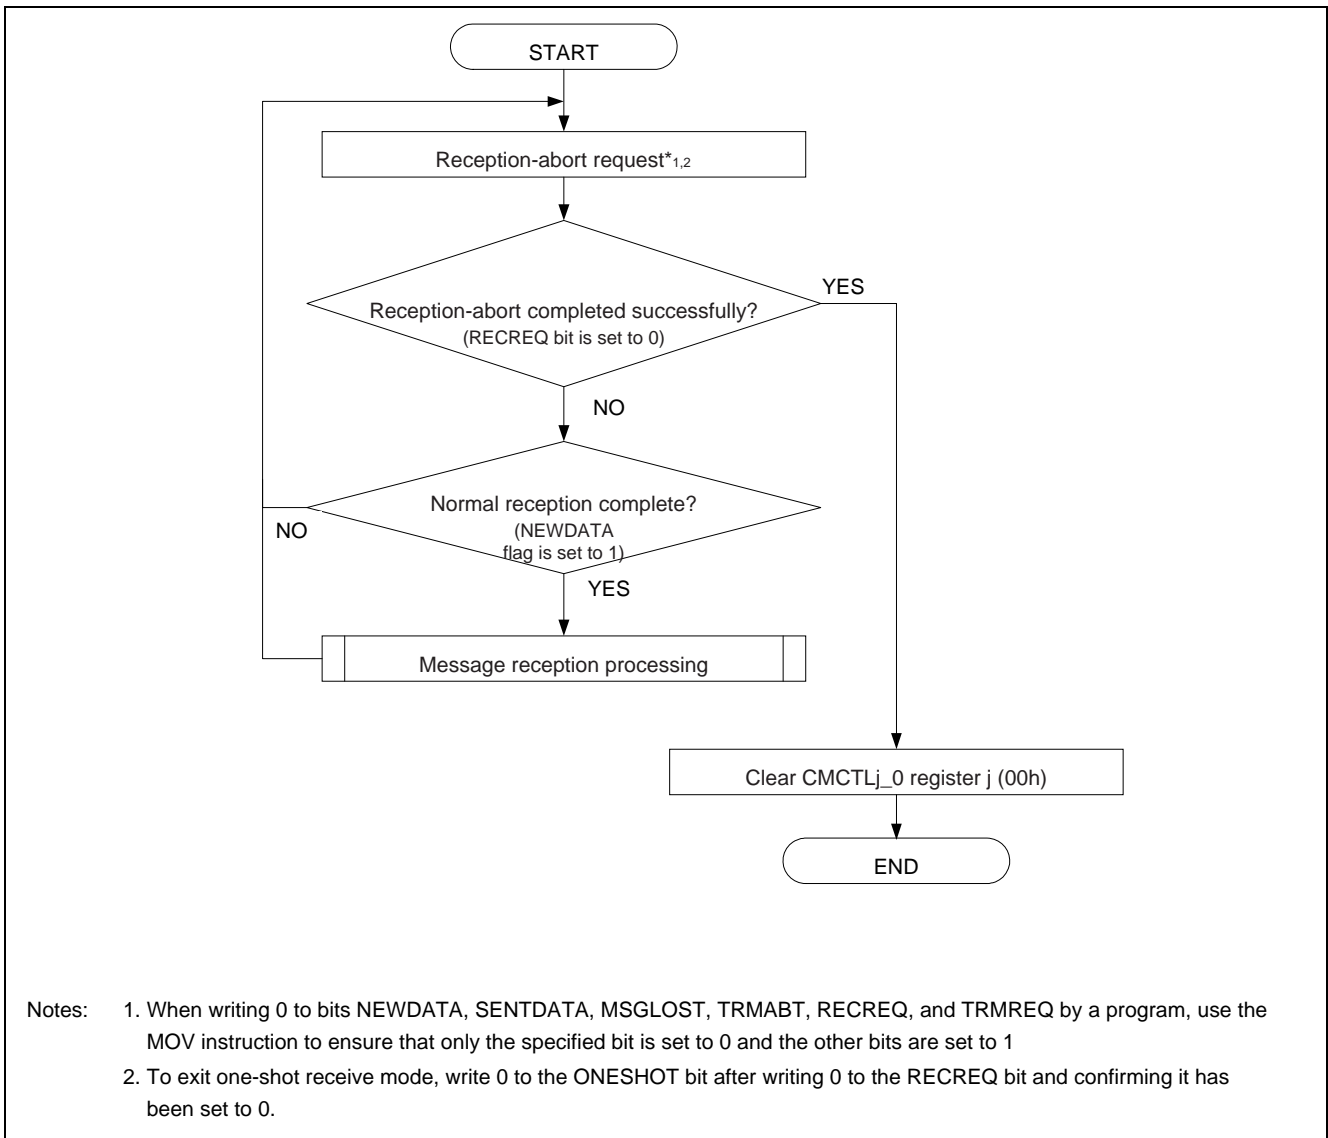 START
Reception-abort request*1,2
YES
Reception-abort completed successfully?
(RECREQ bit is set to 0)
NO
Normal reception complete?
(NEWDATA
flag is set to 1)
NO
YES
Message reception processing
Clear CMCTLj_0 register j (00h)
END
Notes: 1. When writing 0 to bits NEWDATA, SENTDATA, MSGLOST, TRMABT, RECREQ, and TRMREQ by a program, use the
MOV instruction to ensure that only the specified bit is set to 0 and the other bits are set to 1
2. To exit one-shot receive mode, write 0 to the ONESHOT bit after writing 0 to the RECREQ bit and confirming it has
been set to 0.